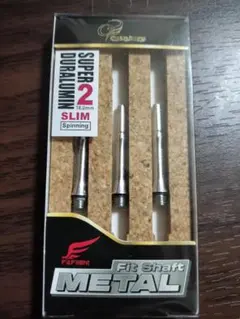 SUPER
DURALUMIN
2
SLIM
Spinning
Fit Shaft
METAL